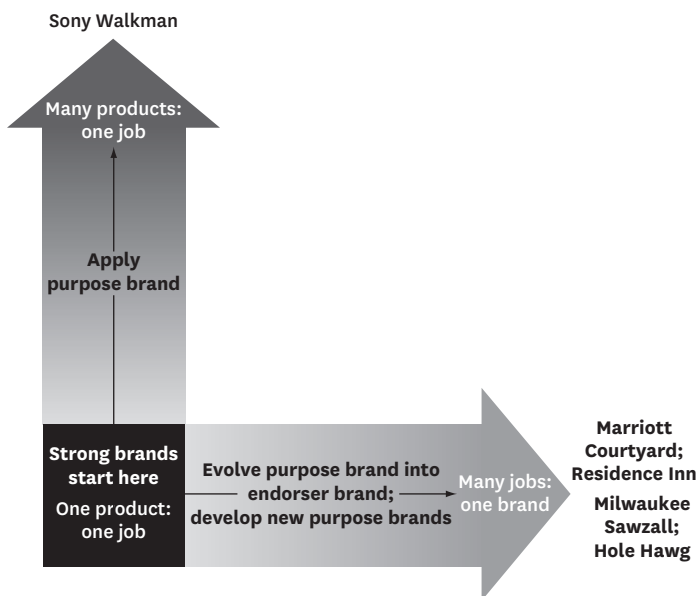 Sony Walkman
Many products:
one job
Apply
purpose brand
Strong brands
start here
One product:
one job
Evolve purpose brand into
endorser brand;
develop new purpose brands
Many jobs:
one brand
Marriott
Courtyard;
Residence Inn
Milwaukee
Sawzall;
Hole Hawg